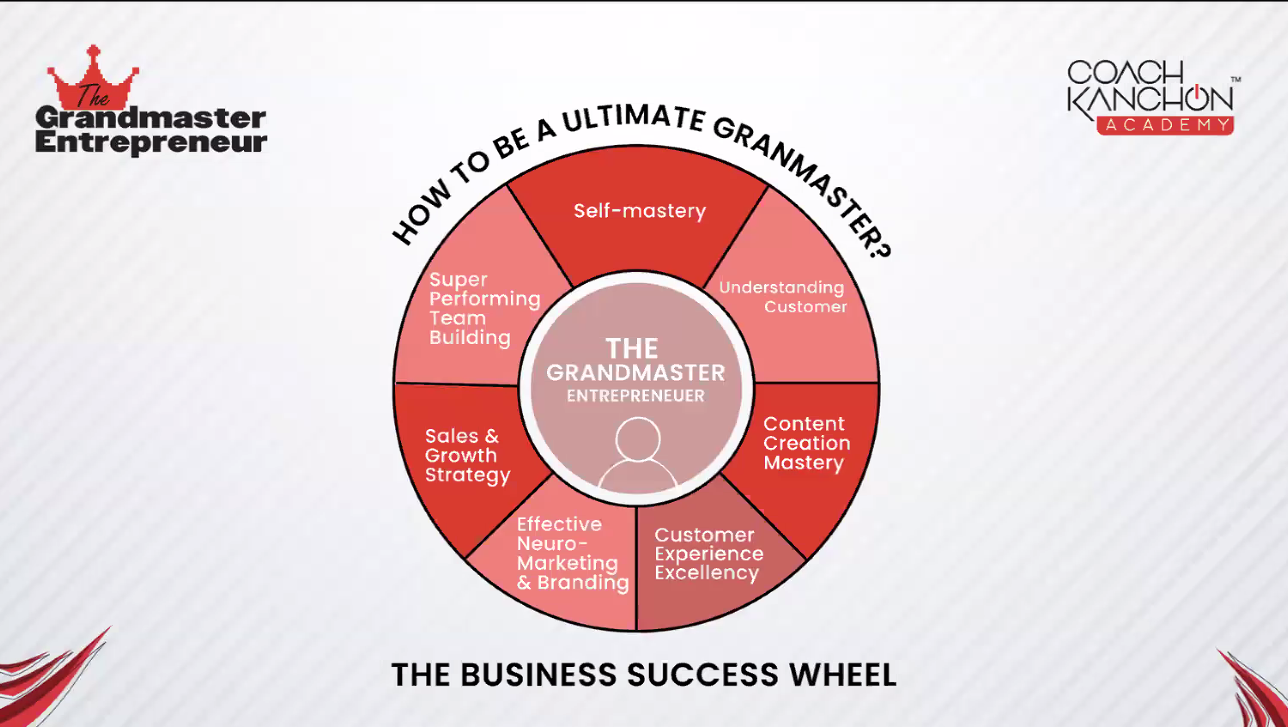 The
Grandmaster
Entrepreneur
COACH
KANCHON™
ACADEMY
HOW TO BE A ULTIMATE GRANMASTER?
Self-mastery
Understanding
Customer
Content
Creation
Mastery
Customer
Experience
Excellency
Effective
Neuro-
Marketing
& Branding
Sales &
Growth
Strategy
Super
Performing
Team
Building
THE
GRANDMASTER
ENTREPRENEUER
THE BUSINESS SUCCESS WHEEL